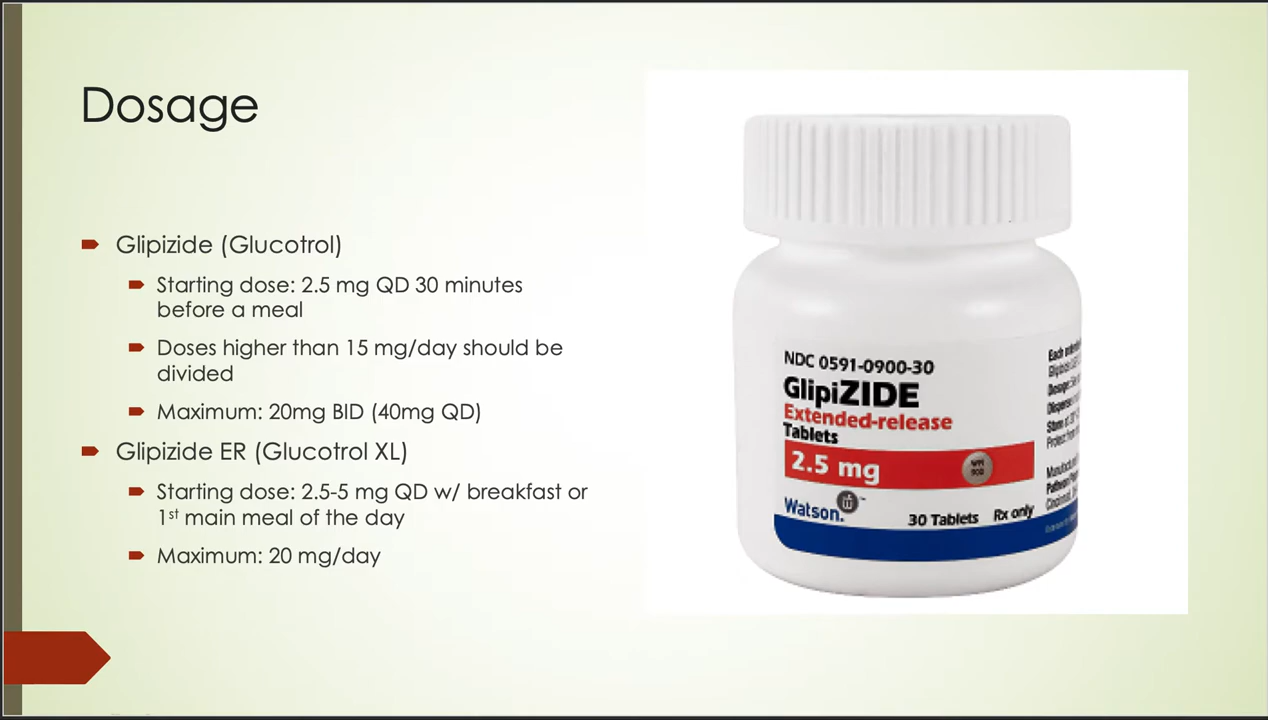 Dosage
Glipizide (Glucotrol)
Starting dose: 2.5 mg QD 30 minutes
before a meal
Doses higher than 15 mg/day should be
divided
Maximum: 20mg BID (40mg QD)
Glipizide ER (Glucotrol XL)
Starting dose: 2.5-5 mg QD w/ breakfast or
1st main meal of the day
Maximum: 20 mg/day
NDC 0591-0900-30
GlipiZIDE
Extended-release
Tablets
2.5 mg
Watson.™
30 Tablets Rx only
Each
Dosage: